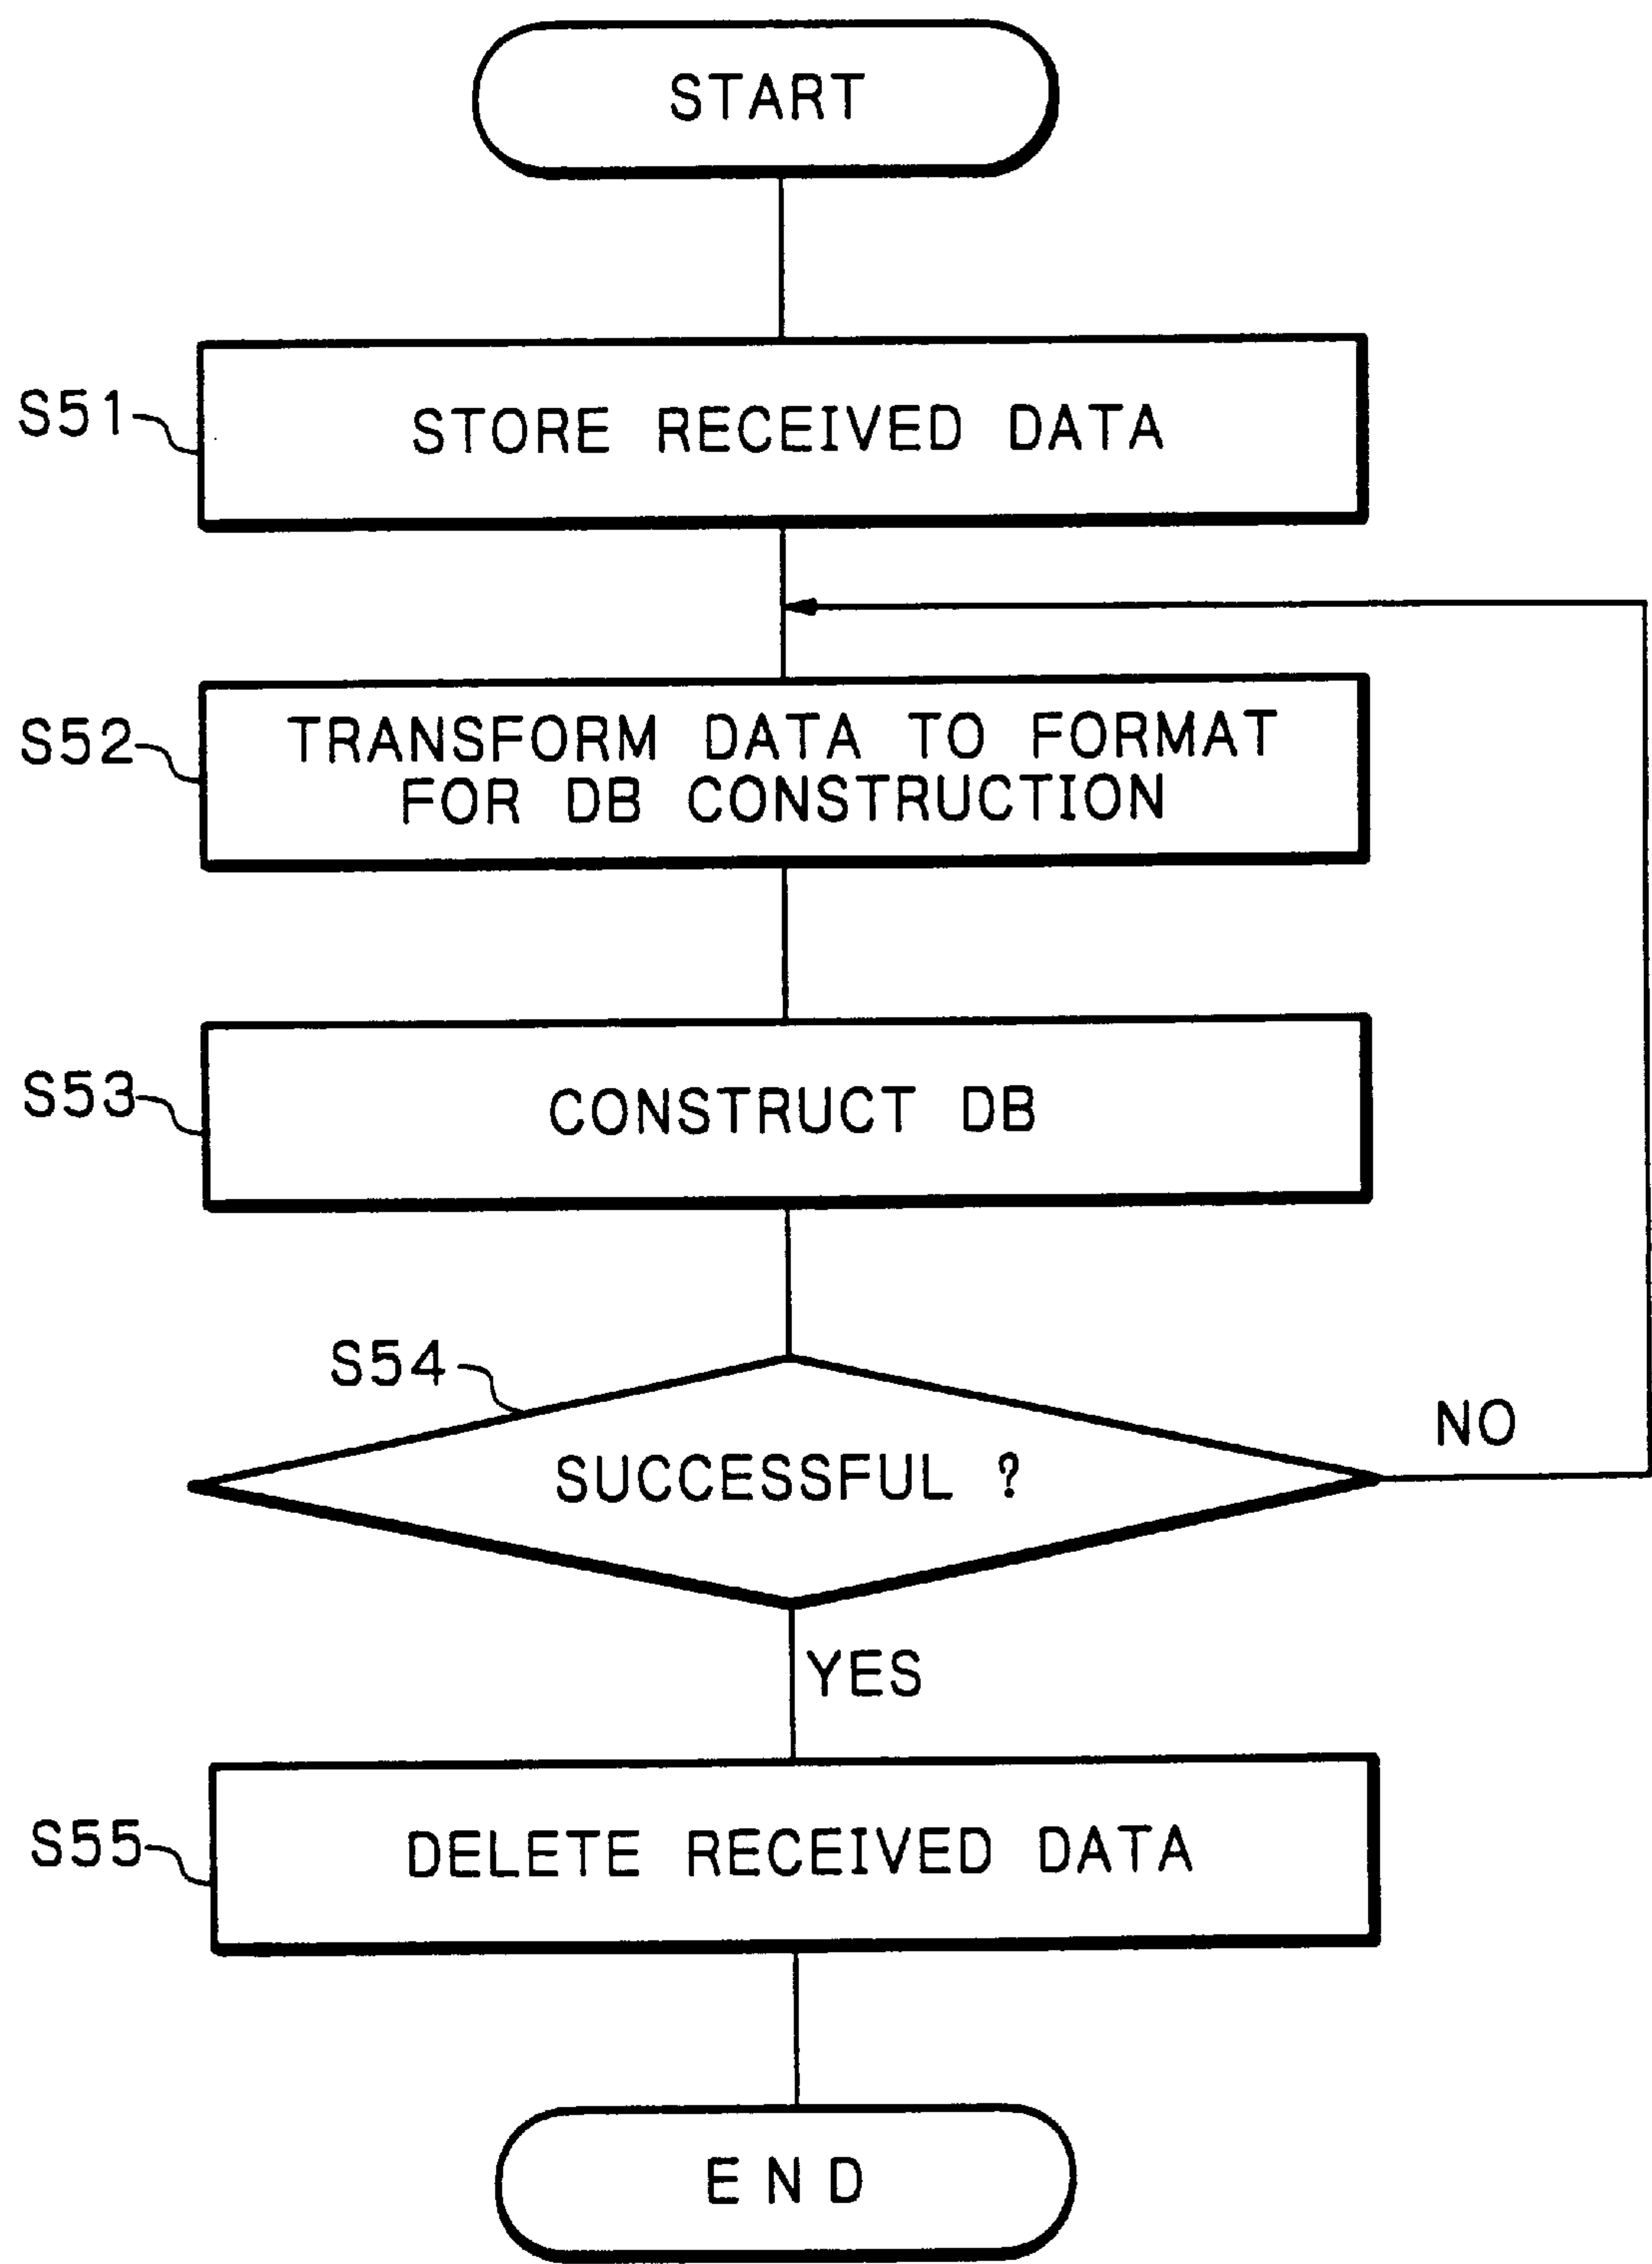 START
S51
STORE RECEIVED DATA
S52
TRANSFORM DATA TO FORMAT
FOR DB CONSTRUCTION
S53
CONSTRUCT DB
S54
SUCCESSFUL ?
NO
YES
S55
DELETE RECEIVED DATA
END